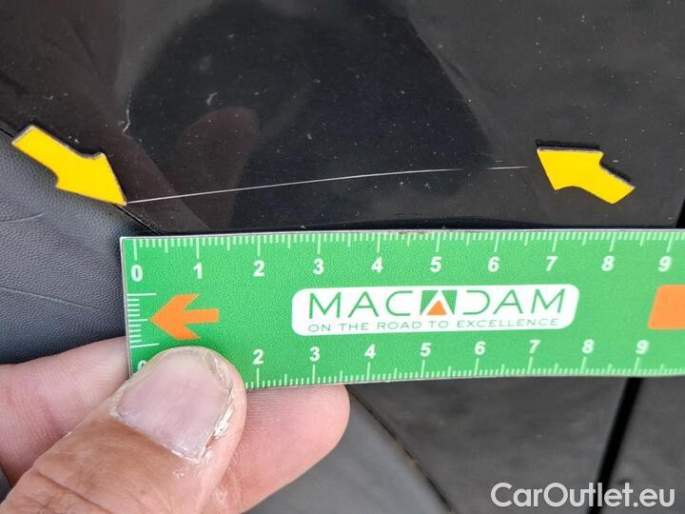 0 1 2 3 4 5 6 7 8 9
MACADAM
ON THE ROAD TO EXCELLENCE
2 3 4 5 6 7 8 9
CarOutlet.eu